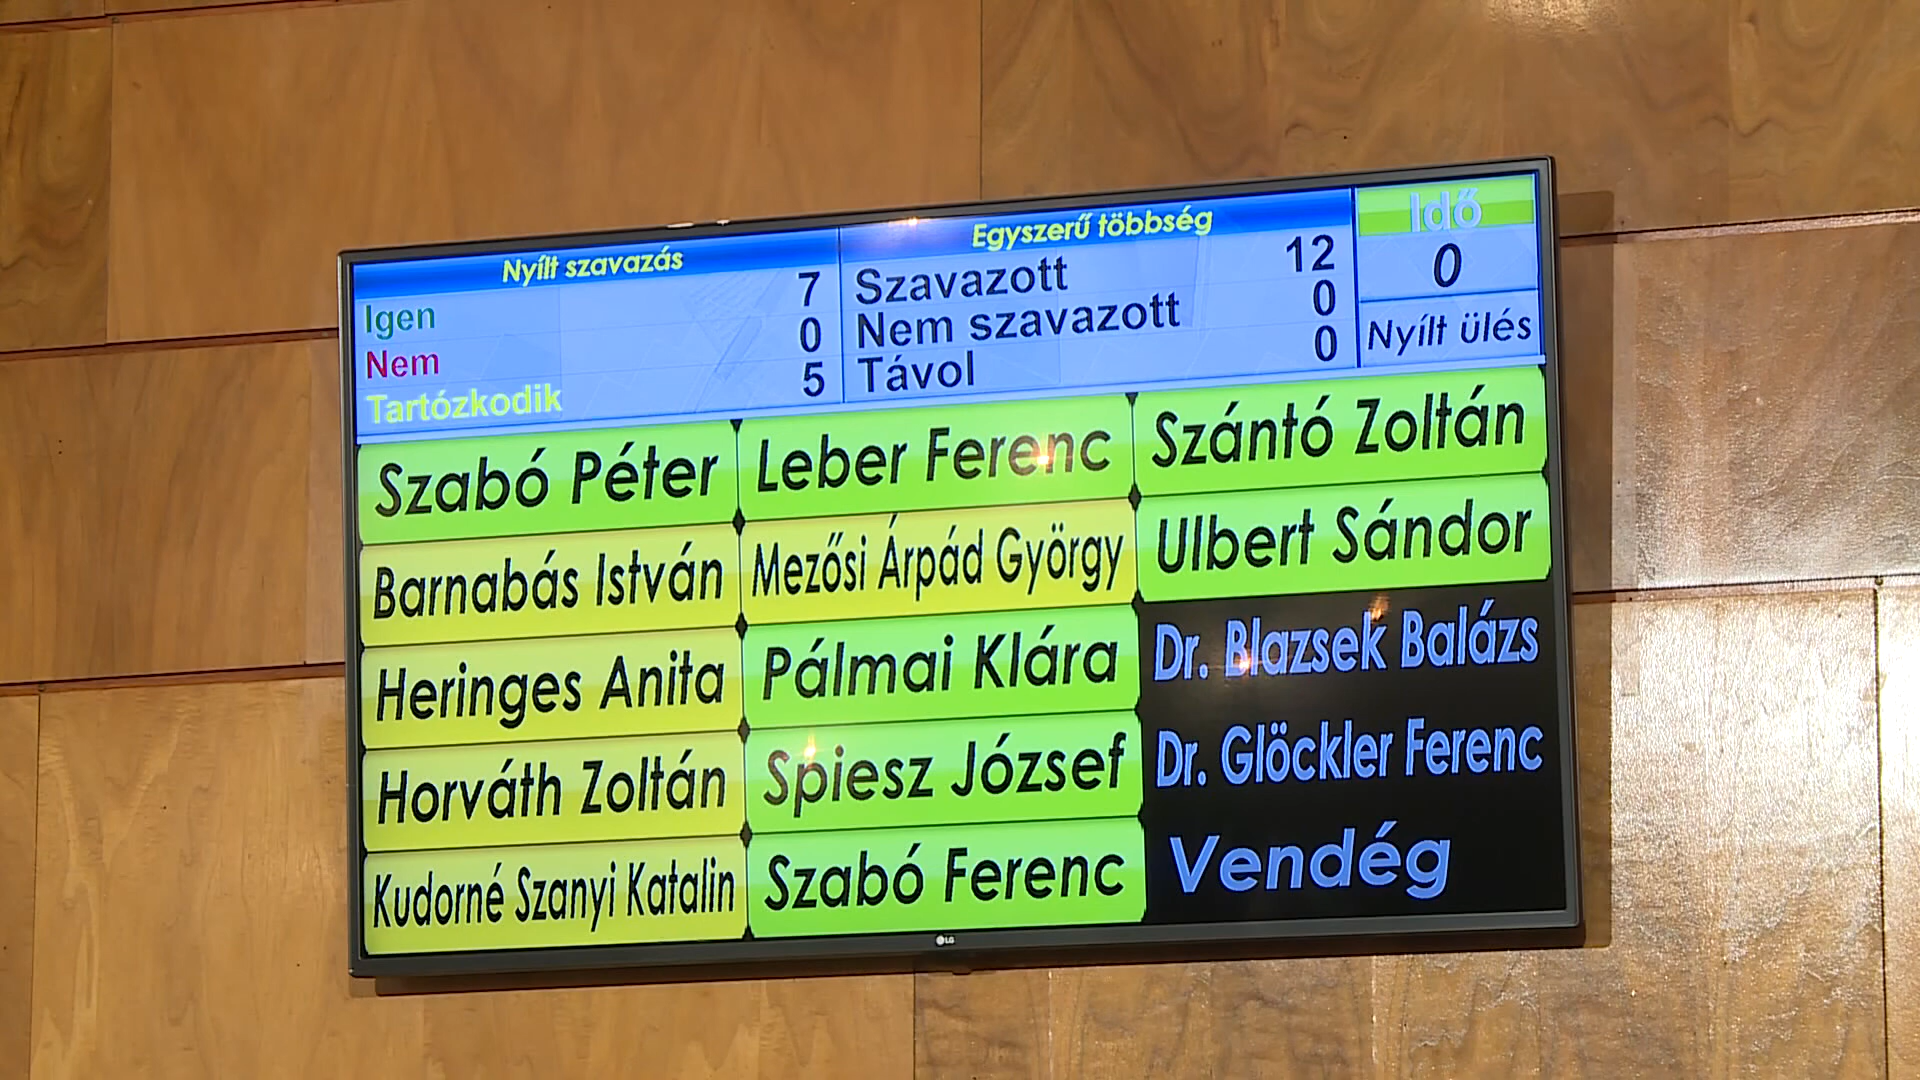 Nyílt szavazás
Igen 7
Nem 0
Tartózkodik 5
Egyszerű többség
Szavazott 12
Nem szavazott 0
Távol 0
Idő
0
Nyílt ülés
Szabó Péter
Barnabás István
Heringes Anita
Horváth Zoltán
Kudorné Szanyi Katalin
Leber Ferenc
Mezősi Árpád György
Pálmai Klára
Spiesz József
Szabó Ferenc
Szántó Zoltán
Ulbert Sándor
Dr. Blazsek Balázs
Dr. Glöckler Ferenc
Vendég
LG